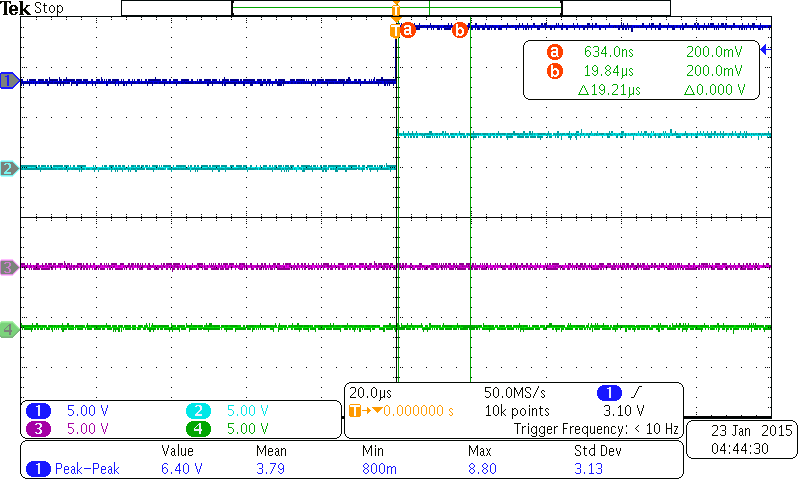 Tek Stop
T
T a b
a 634.0ns 200.0mV
b 19.84µs 200.0mV
△19.21µs △0.000 V
1
2
3
4
1 5.00 V 2 5.00 V
3 5.00 V 4 5.00 V
20.0µs 50.0MS/s 1
T→▼0.000000 s 10k points 3.10 V
Trigger Frequency: < 10 Hz
23 Jan 2015
04:44:30
Value Mean Min Max Std Dev
1 Peak-Peak 6.40 V 3.79 800m 8.80 3.13